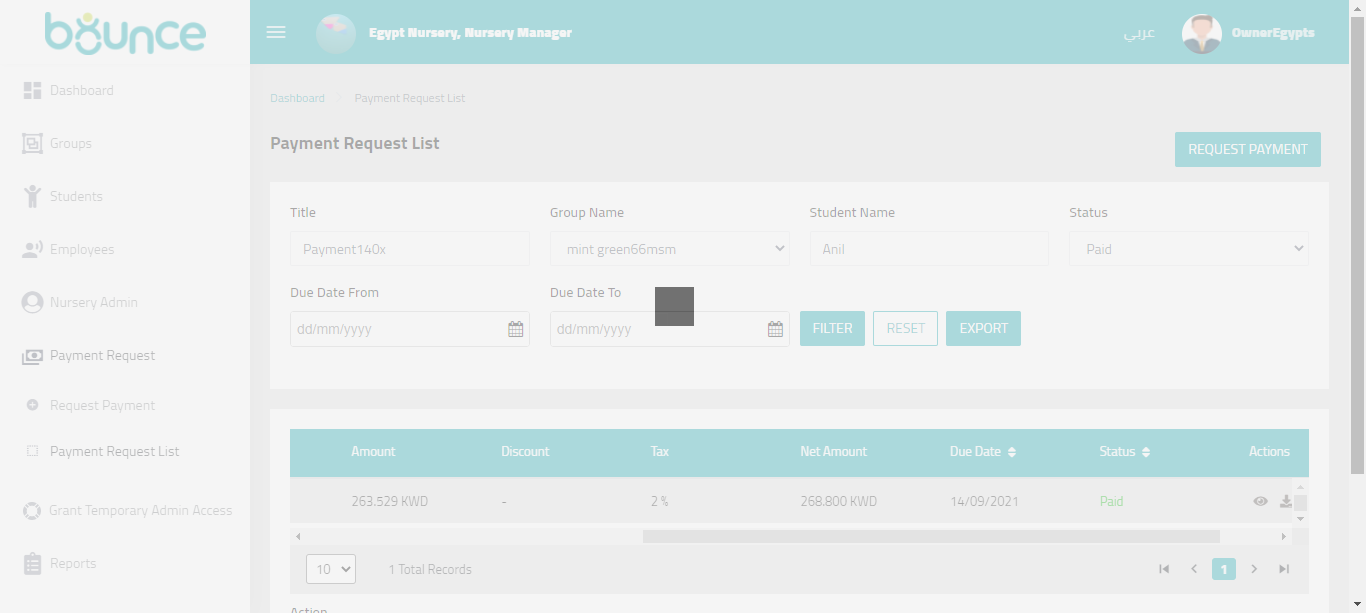 bounce
Egypt Nursery, Nursery Manager
عربي
OwnerEgypts
Dashboard
Groups
Students
Employees
Nursery Admin
Payment Request
Request Payment
Payment Request List
Grant Temporary Admin Access
Reports
Dashboard
Payment Request List
Payment Request List
REQUEST PAYMENT
Title
Group Name
Student Name
Status
Payment140x
mint green66msm
Anil
Paid
Due Date From
Due Date To
dd/mm/yyyy
dd/mm/yyyy
FILTER
RESET
EXPORT
Amount
Discount
Tax
Net Amount
Due Date
Status
Actions
263.529 KWD
-
2 %
268.800 KWD
14/09/2021
Paid
10
1 Total Records
1
Action